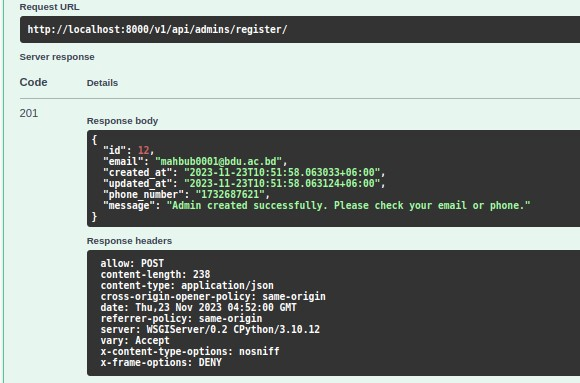 Request URL
http://localhost:8000/v1/api/admins/register/
Server response
Code Details
201
Response body
{
"id": 12,
"email": "mahbub0001@bdu.ac.bd",
"created_at": "2023-11-23T10:51:58.063033+06:00",
"updated_at": "2023-11-23T10:51:58.063124+06:00",
"phone_number": "1732687621",
"message": "Admin created successfully. Please check your email or phone."
}
Response headers
allow: POST
content-length: 238
content-type: application/json
cross-origin-opener-policy: same-origin
date: Thu,23 Nov 2023 04:52:00 GMT
referrer-policy: same-origin
server: WSGIServer/0.2 CPython/3.10.12
vary: Accept
x-content-type-options: nosniff
x-frame-options: DENY